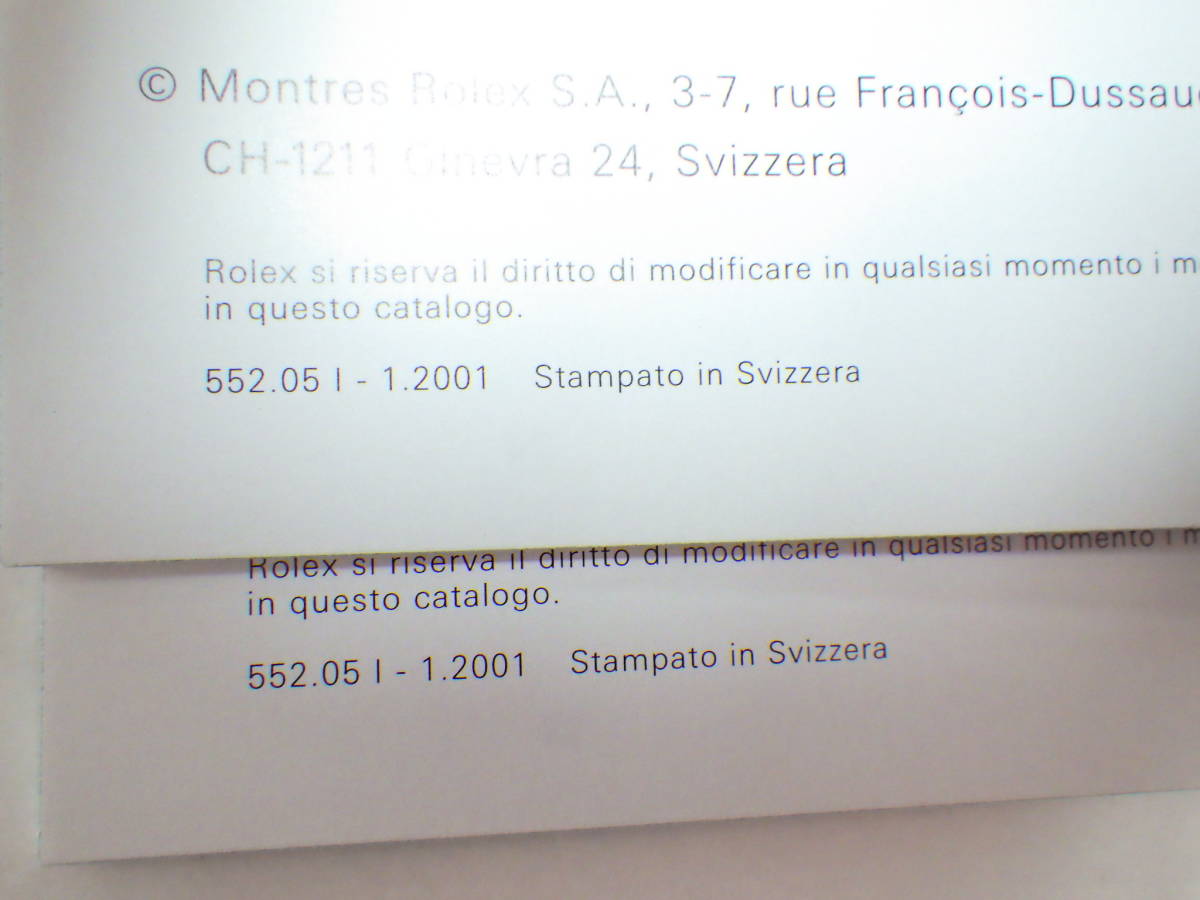 © Montres Rolex S.A., 3-7, rue François-Dussau
CH-1211 Ginevra 24, Svizzera
Rolex si riserva il diritto di modificare in qualsiasi momento i m
in questo catalogo.
552.05 I - 1.2001 Stampato in Svizzera
Rolex si riserva il diritto di modificare in qualsiasi momento i m
in questo catalogo.
552.05 I - 1.2001 Stampato in Svizzera